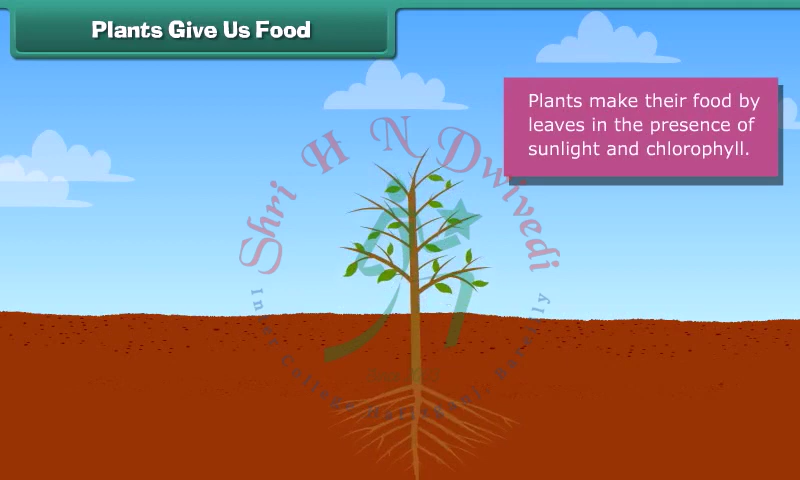 Plants Give Us Food
Plants make their food by
leaves in the presence of
sunlight and chlorophyll.
Shri H N Dwivedi
College